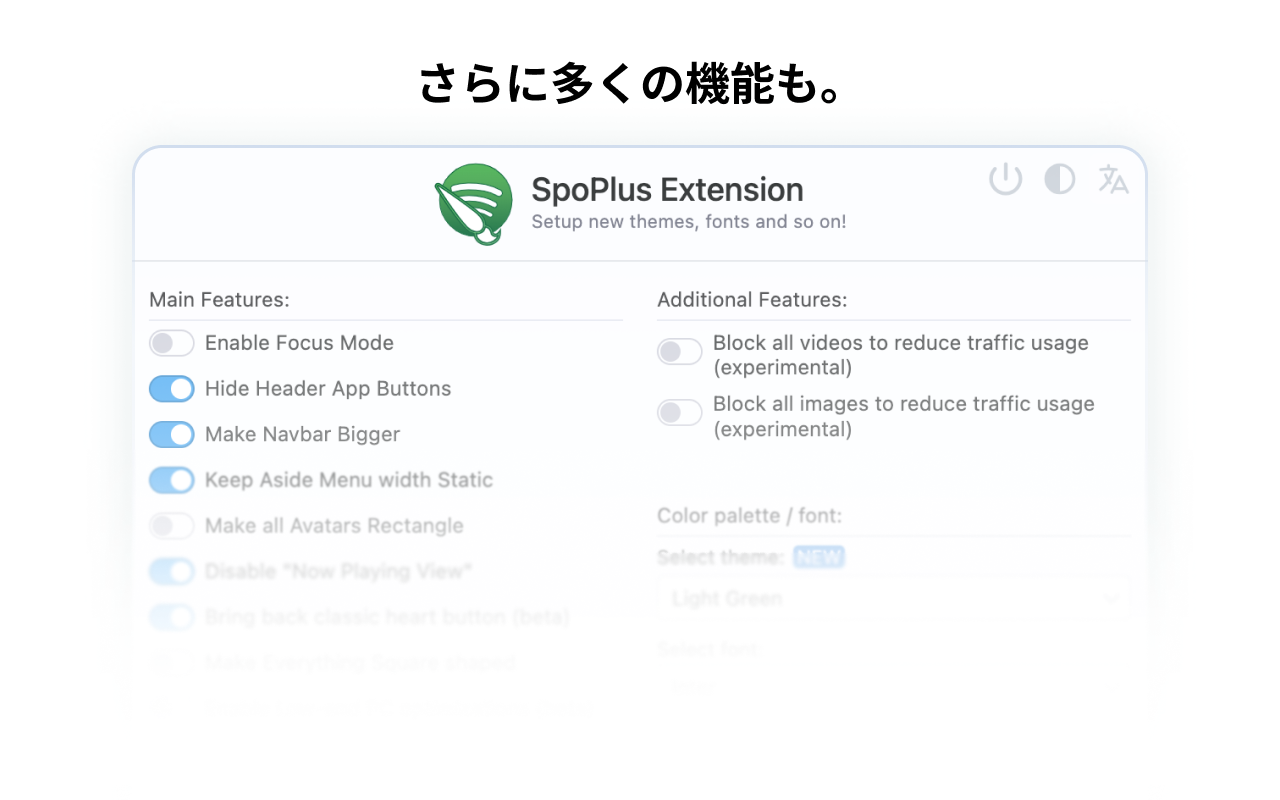 さらに多くの機能も。
SpoPlus Extension
Setup new themes, fonts and so on!
Main Features:
Enable Focus Mode
Hide Header App Buttons
Make Navbar Bigger
Keep Aside Menu width Static
Make all Avatars Rectangle
Disable "Now Playing View"
Bring back classic heart button (beta)
Make Everything Square shaped
Additional Features:
Block all videos to reduce traffic usage
(experimental)
Block all images to reduce traffic usage
(experimental)
Color palette / font:
Select theme: NEW
Light Green
Select font: